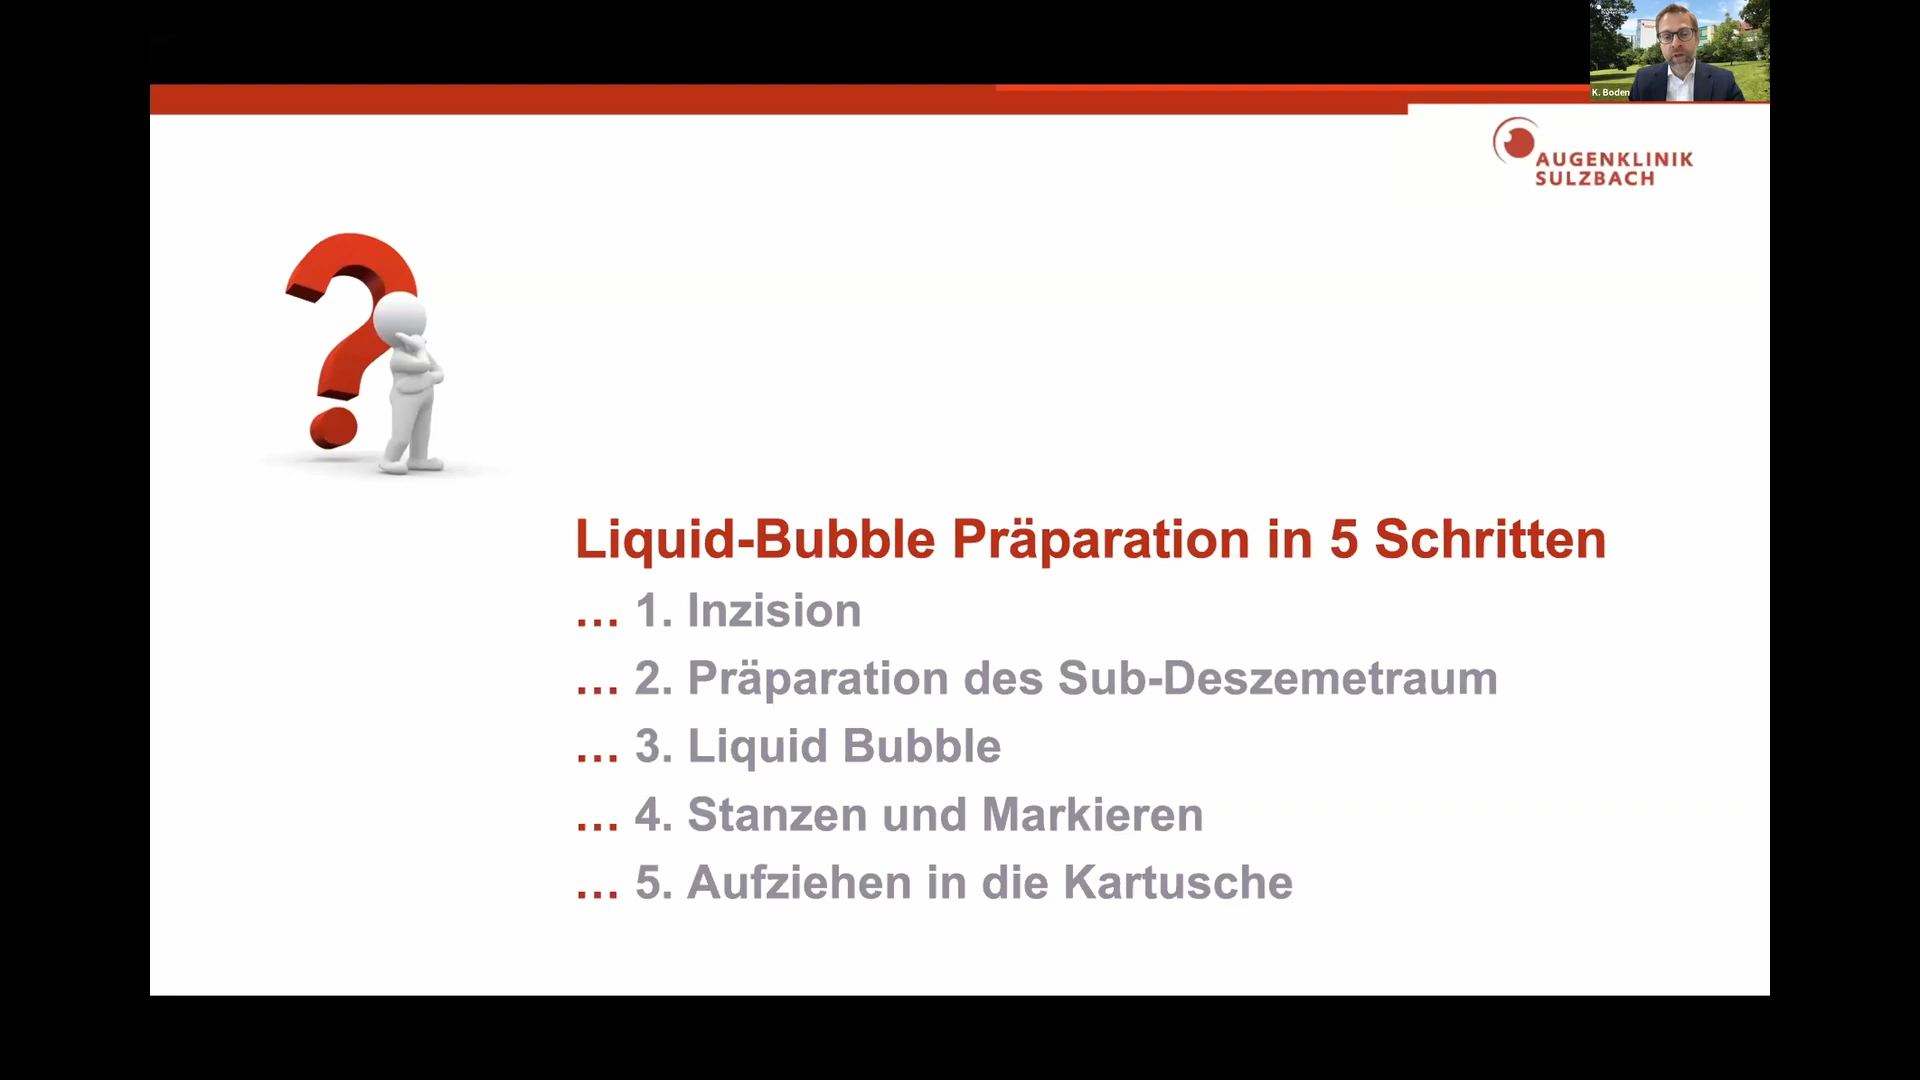 K. Boden
AUGENKLINIK
SULZBACH
Liquid-Bubble Präparation in 5 Schritten
... 1. Inzision
... 2. Präparation des Sub-Deszemetraum
... 3. Liquid Bubble
... 4. Stanzen und Markieren
... 5. Aufziehen in die Kartusche